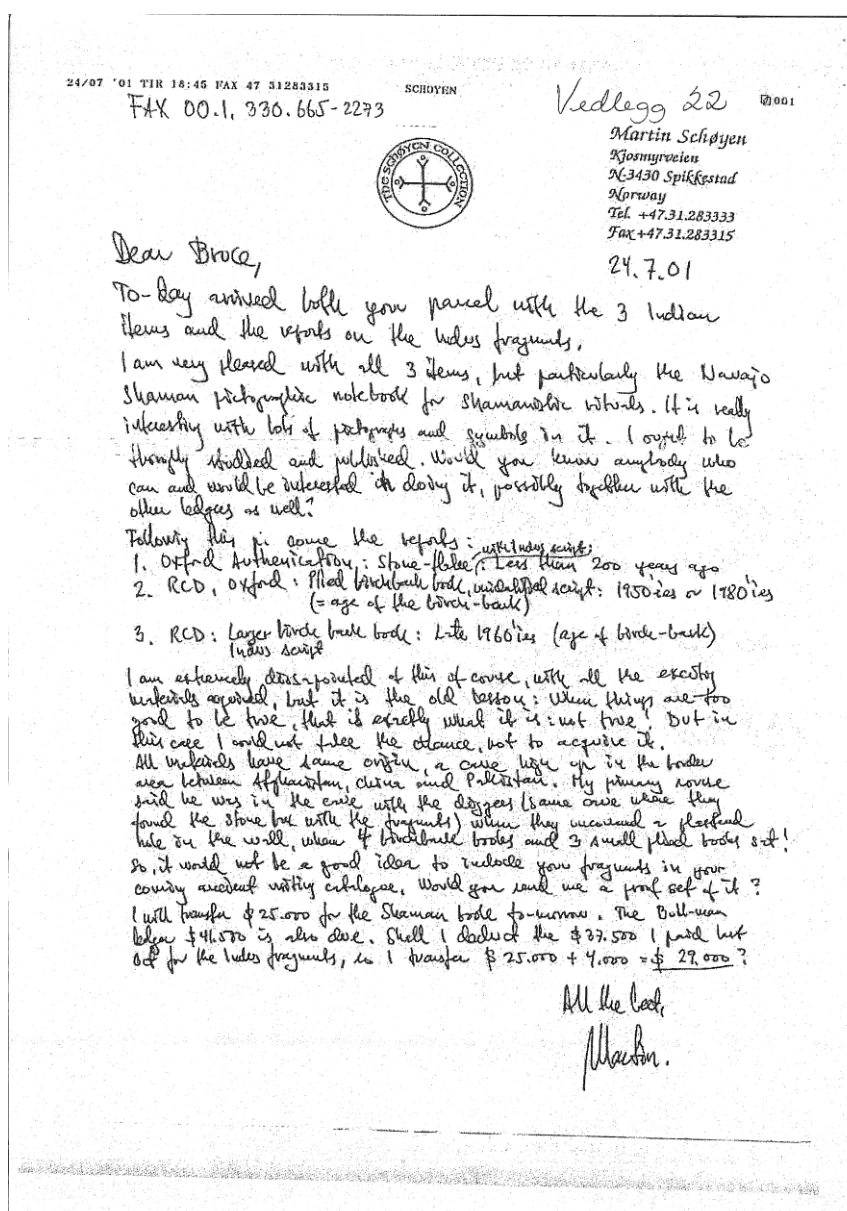 24/07 '01 TIR 18:45 FAX 47 31283315 SCHOYEN 001
FAX 00.1. 330.665-2273
Vedlegg 22
THE SCHØYEN COLLECTION
Martin Schøyen
Kjosmyrveien
N-3430 Spikkestad
Norway
Tel. +47.31.283333
Fax +47.31.283315
24.7.01
Dear Bruce,
To-day arrived both your parcel with the 3 Indian
items and the reports on the Indus fragments.
I am very pleased with all 3 items, but particularly the Navajo
Shaman pictographic notebook for shamanistic rituals. It is really
interesting with lots of pictographs and symbols in it. I ought to be
studied and published. Would you know anybody who
can and would be interested in doing it, possibly together with the
other ledgers as well?
Following this p. come the reports:
1. Oxford Authentication: Stone-flake with Indus script: Less than 200 years ago
2. RCD, Oxford: Plied birchbark book, unidentified script: 1950'ies or 1980'ies
(= age of the birch-bark)
3. RCD: Larger birch bark book: Late 1960'ies (age of birch-bark)
Indus script
I am extremely of this of course, with all the
materials acquired, but it is the old lesson: When things are too
good to be true, that is exactly what it is: not true! But in
this case I could not take the chance, not to acquire it.
All materials have same origin, a cave high up in the border
area between Afghanistan, China and Pakistan. My primary source
said he was in the cave with the diggers (same cave where they
found the stone box with the fragments) when they uncovered a plastered
hole in the wall, where 4 birchbark books and 3 small plied books sat!
So, it would not be a good idea to include your fragments in your
coming ancient writing catalogue. Would you send me a proof set of it?
I will transfer $25.000 for the Shaman book to-morrow. The Bull-man
ledger $41.500 is also due. Shall I deduct the $37.500 I paid last
Oct for the Indus fragments, so I transfer $25.000 + 4.000 = $29.000?
All the best,
Martin.